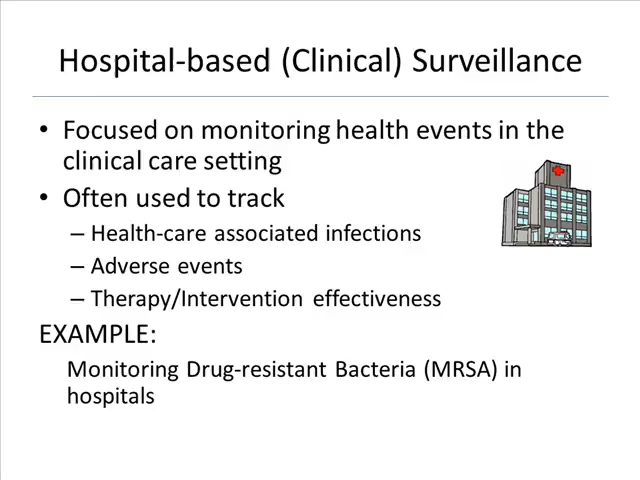 Hospital-based (Clinical) Surveillance
• Focused on monitoring health events in the
clinical care setting
• Often used to track
– Health-care associated infections
– Adverse events
– Therapy/Intervention effectiveness
EXAMPLE:
Monitoring Drug-resistant Bacteria (MRSA) in
hospitals